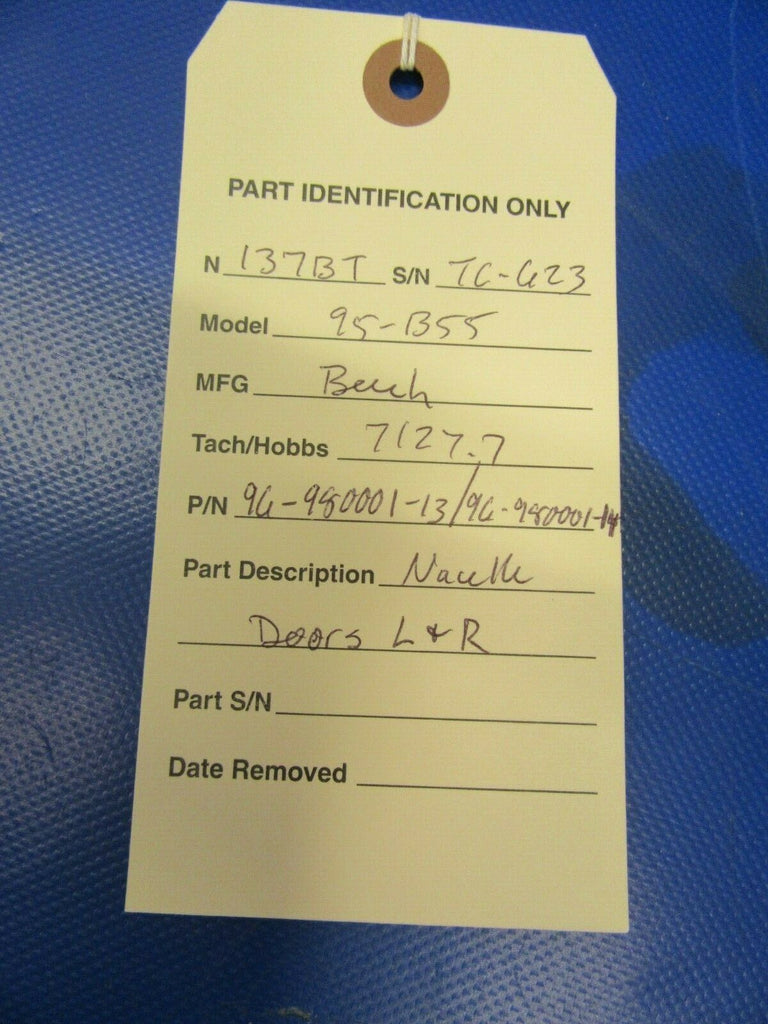 PART IDENTIFICATION ONLY
N 137BT S/N TC-623
Model 95-B55
MFG Beech
Tach/Hobbs 7127.7
P/N 96-980001-13/96-980001-14
Part Description Nacelle
Doors L & R
Part S/N
Date Removed